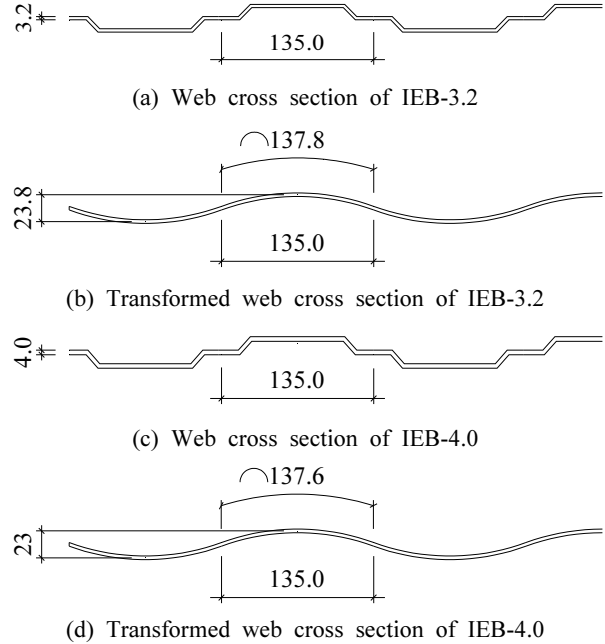 3.2
135.0
(a) Web cross section of IEB-3.2
⌒137.8
23.8
135.0
(b) Transformed web cross section of IEB-3.2
4.0
135.0
(c) Web cross section of IEB-4.0
⌒137.6
23
135.0
(d) Transformed web cross section of IEB-4.0